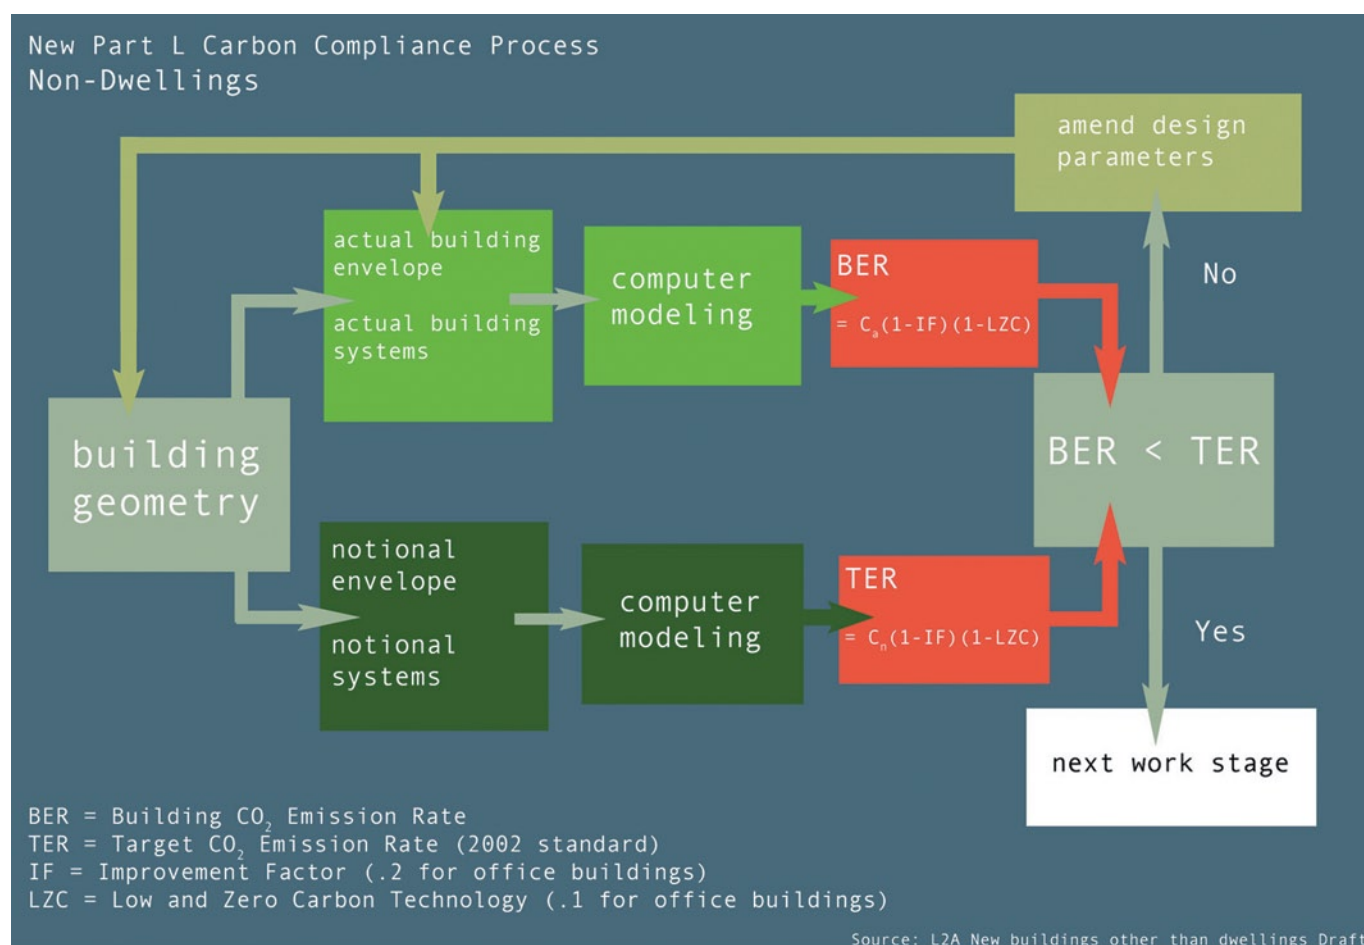 New Part L Carbon Compliance Process
Non-Dwellings
amend design
parameters
actual building
envelope
actual building
systems
computer
modeling
BER
= Cₐ(1-IF)(1-LZC)
No
building
geometry
BER < TER
notional
envelope
notional
systems
computer
modeling
TER
= Cₙ(1-IF)(1-LZC)
Yes
next work stage
BER = Building CO₂ Emission Rate
TER = Target CO₂ Emission Rate (2002 standard)
IF = Improvement Factor (.2 for office buildings)
LZC = Low and Zero Carbon Technology (.1 for office buildings)
Source: L2A New buildings other than dwellings Draft